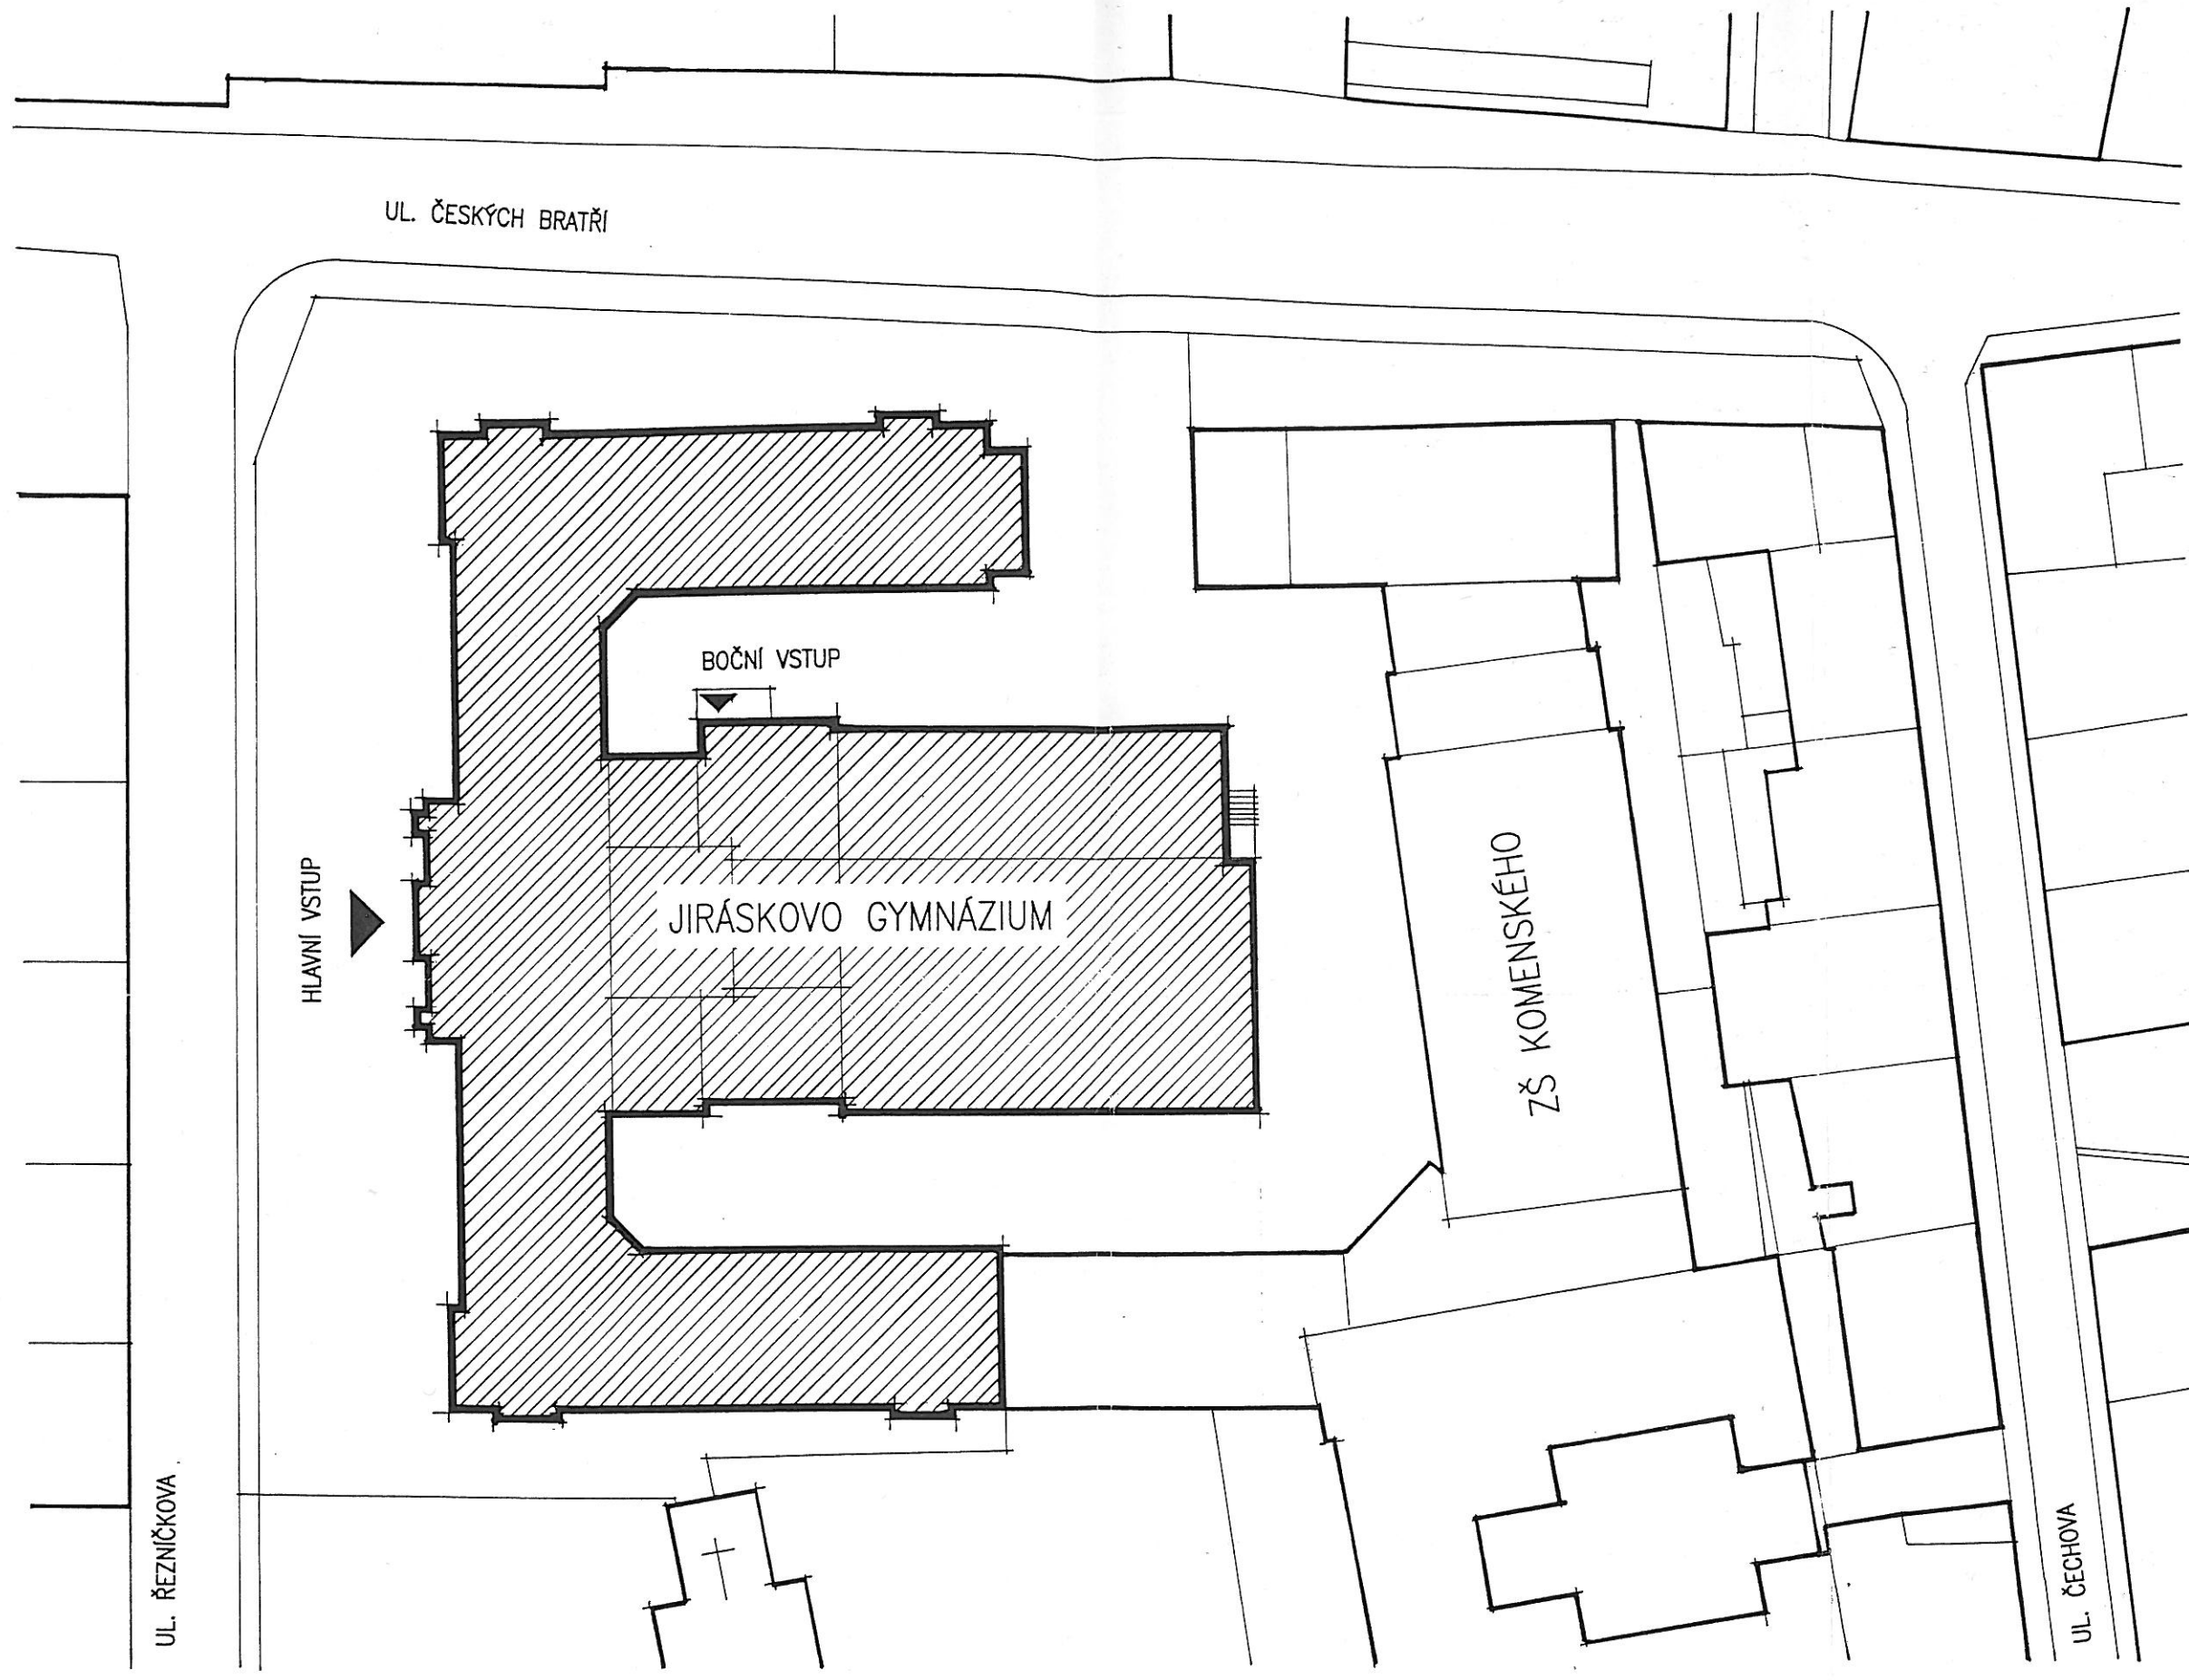 UL. ČESKÝCH BRATŘÍ
BOČNÍ VSTUP
HLAVNÍ VSTUP
JIRÁSKOVO GYMNÁZIUM
ZŠ KOMENSKÉHO
UL. ŘEZNÍČKOVA
UL. ČECHOVA